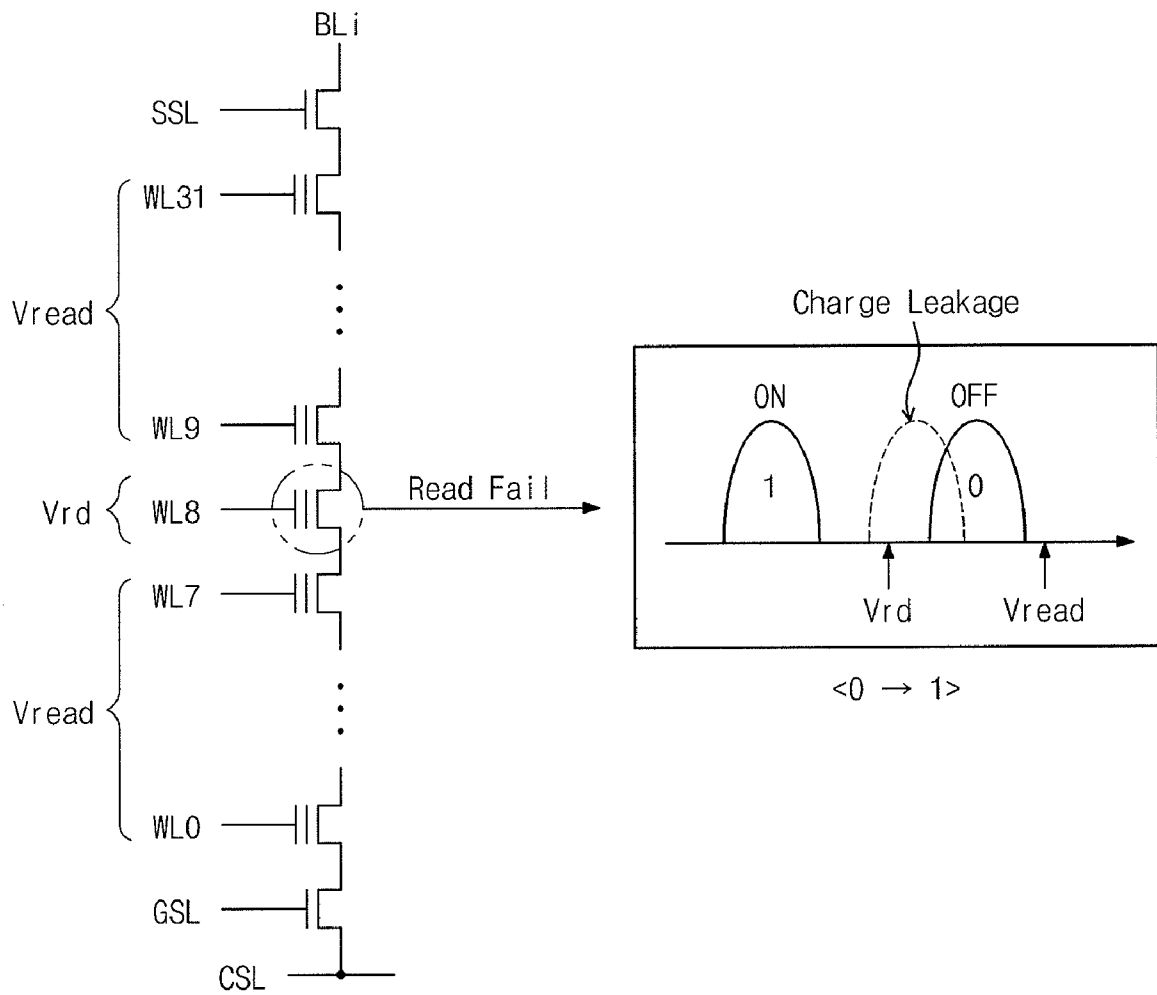 BLi
SSL
WL31
Vread
WL9
Vrd
WL8
Read Fail
WL7
Vread
WL0
GSL
CSL
Charge Leakage
ON
OFF
1
0
Vrd
Vread
<0 → 1>